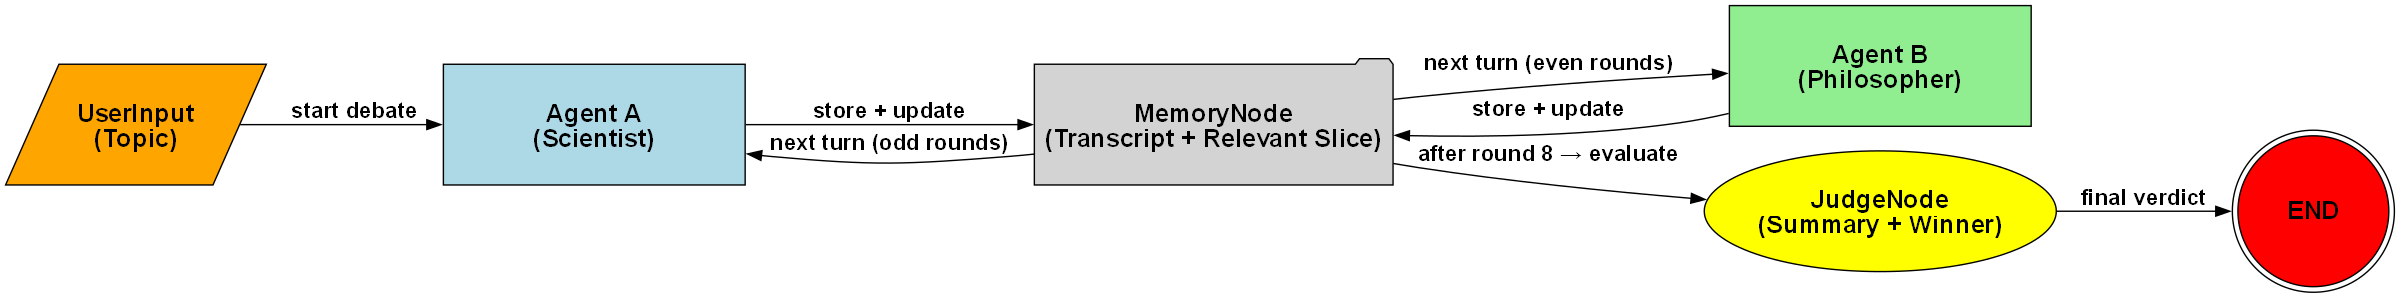 UserInput
(Topic)
start debate
Agent A
(Scientist)
store + update
next turn (odd rounds)
MemoryNode
(Transcript + Relevant Slice)
next turn (even rounds)
store + update
after round 8 → evaluate
Agent B
(Philosopher)
JudgeNode
(Summary + Winner)
final verdict
END